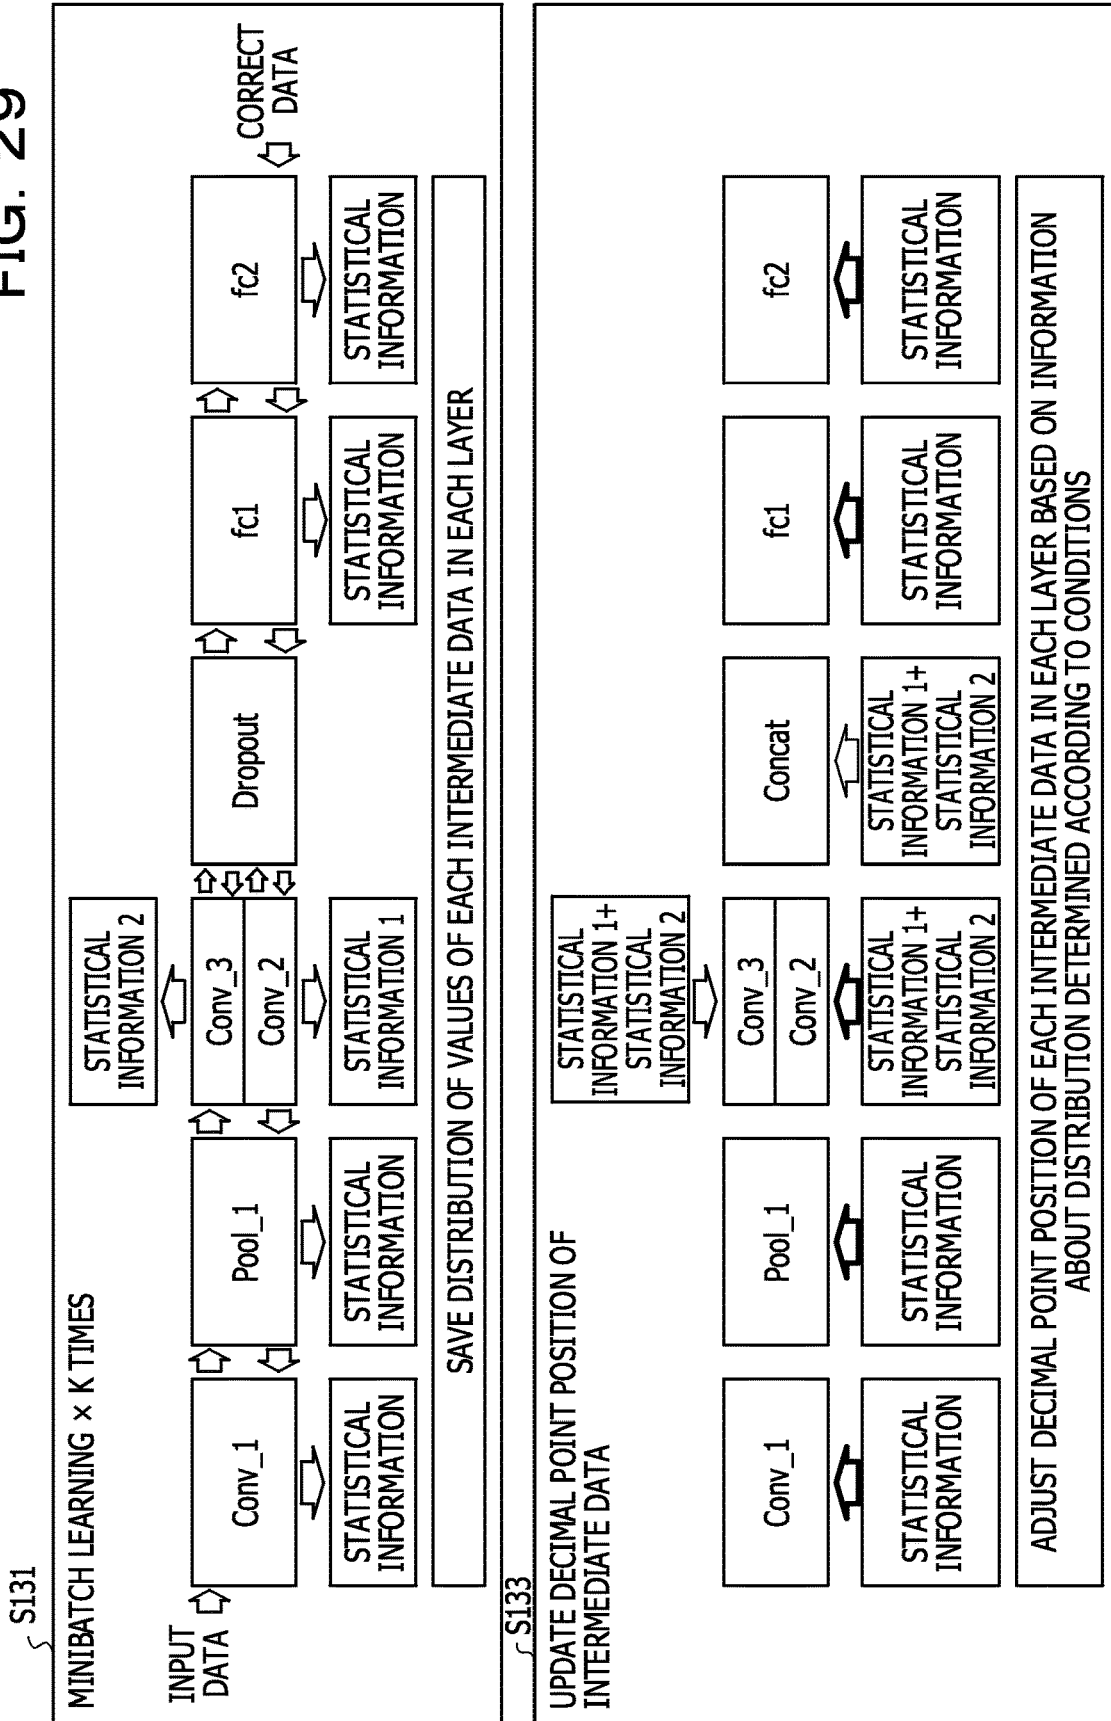 FIG. 29
S131
MINIBATCH LEARNING × K TIMES
INPUT
DATA
STATISTICAL
INFORMATION 2
Conv_1
Pool_1
Conv_3
Conv_2
Dropout
fc1
fc2
CORRECT
DATA
STATISTICAL
INFORMATION
STATISTICAL
INFORMATION
STATISTICAL
INFORMATION 1
STATISTICAL
INFORMATION
STATISTICAL
INFORMATION
SAVE DISTRIBUTION OF VALUES OF EACH INTERMEDIATE DATA IN EACH LAYER
S133
UPDATE DECIMAL POINT POSITION OF
INTERMEDIATE DATA
STATISTICAL
INFORMATION 1+
STATISTICAL
INFORMATION 2
Conv_1
Pool_1
Conv_3
Conv_2
Concat
fc1
fc2
STATISTICAL
INFORMATION
STATISTICAL
INFORMATION
STATISTICAL
INFORMATION 1+
STATISTICAL
INFORMATION 2
STATISTICAL
INFORMATION 1+
STATISTICAL
INFORMATION 2
STATISTICAL
INFORMATION
STATISTICAL
INFORMATION
ADJUST DECIMAL POINT POSITION OF EACH INTERMEDIATE DATA IN EACH LAYER BASED ON INFORMATION
ABOUT DISTRIBUTION DETERMINED ACCORDING TO CONDITIONS